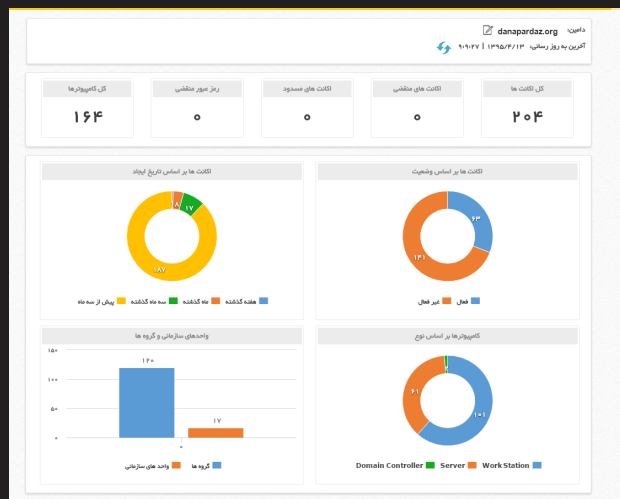 دامین: danapardaz.org
آخرین به روز رسانی: ۱۳۹۵/۴/۱۳ | ۹:۹:۲۷
کل اکانت ها
اکانت های منقضی
اکانت های مسدود
رمز عبور منقضی
کل کامپیوترها
۲۰۴
۰
۰
۰
۱۶۴
اکانت ها بر اساس وضعیت
۶۳
۱۴۱
فعال
غیر فعال
اکانت ها بر اساس تاریخ ایجاد
۸
۱۷
۱۸۷
هفته گذشته
ماه گذشته
سه ماه گذشته
پیش از سه ماه
کامپیوترها بر اساس نوع
۶۱
۱۰۱
Domain Controller
Server
Work Station
واحدهای سازمانی و گروه ها
۱۵۰
۱۰۰
۵۰
۰
۱۲۰
۱۷
۰
گروه ها
واحد های سازمانی